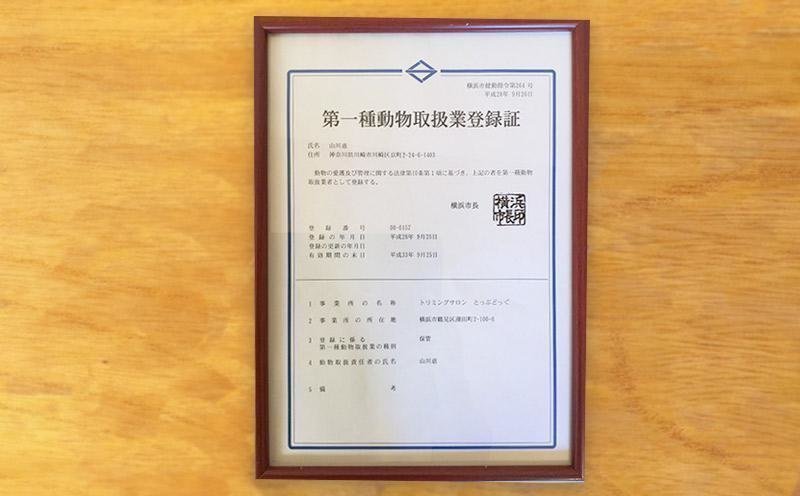 横浜市健動指令第264 号
平成28年 9月26日
第一種動物取扱業登録証
氏名 山川恵
住所 神奈川県川崎市川崎区京町2-24-6-1403
動物の愛護及び管理に関する法律第10条第1項に基づき、上記の者を第一種動物
取扱業者として登録する。
横浜市長
横浜
市長印
登録番号 00-0157
登録の年月日 平成28年 9月26日
登録の更新の年月日
有効期間の末日 平成33年 9月25日
1 事業所の名称 トリミングサロン とっぷどっぐ
2 事業所の所在地 横浜市鶴見区潮田町2-100-6
3 登録に係る 保管
第一種動物取扱業の種別
4 動物取扱責任者の氏名 山川恵
5 備考